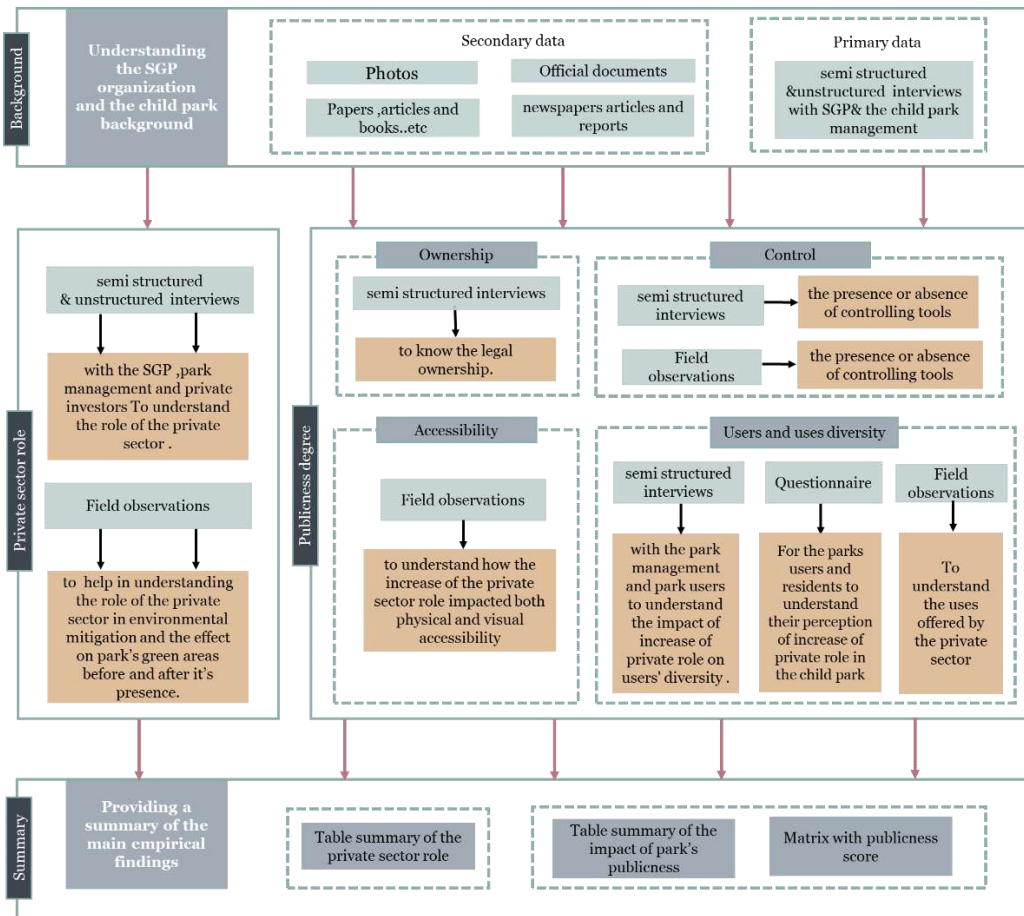 Background
Understanding
the SGP
organization
and the child park
background
Secondary data
Photos
Official documents
Papers ,articles and
books..etc
newspapers articles and
reports
Primary data
semi structured
&unstructured interviews
with SGP& the child park
management
Private sector role
semi structured
& unstructured interviews
with the SGP ,park
management and private
investors To understand
the role of the private
sector .
Field observations
to help in understanding
the role of the private
sector in environmental
mitigation and the effect
on park's green areas
before and after it's
presence.
Publicness degree
Ownership
semi structured interviews
to know the legal
ownership.
Control
semi structured
interviews
the presence or absence
of controlling tools
Field
observations
the presence or absence
of controlling tools
Accessibility
Field observations
to understand how the
increase of the private
sector role impacted both
physical and visual
accessibility
Users and uses diversity
semi structured
interviews
with the park
management
and park users
to understand
the impact of
increase of
private role on
users' diversity .
Questionnaire
For the parks
users and
residents to
understand
their perception
of increase of
private role in
the child park
Field
observations
To
understand
the uses
offered by
the private
sector
Summary
Providing a
summary of the
main empirical
findings
Table summary of the
private sector role
Table summary of the
impact of park's
publicness
Matrix with publicness
score